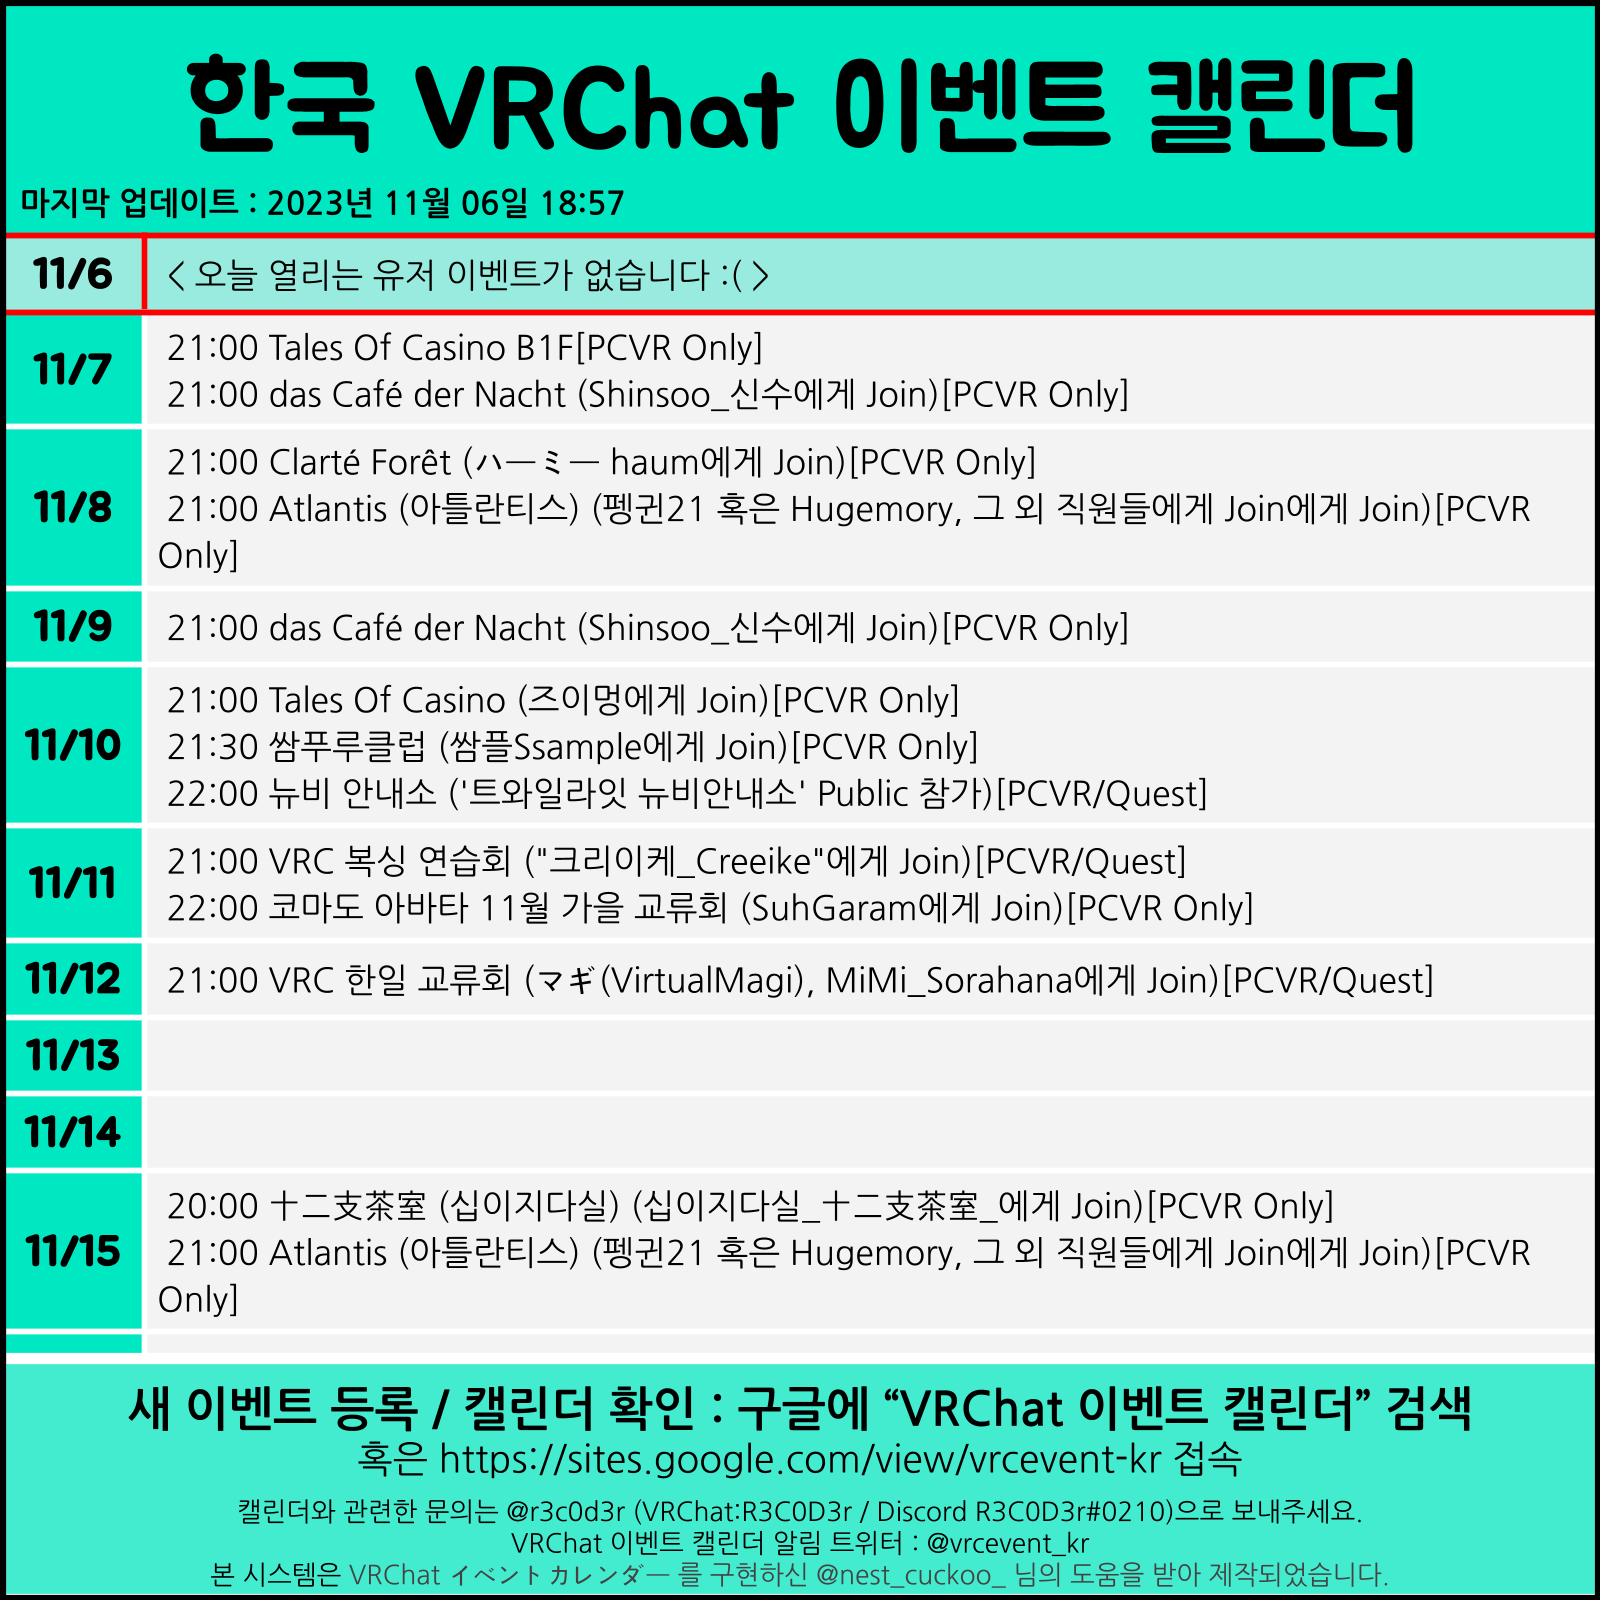 한국 VRChat 이벤트 캘린더
마지막 업데이트 : 2023년 11월 06일 18:57
11/6
< 오늘 열리는 유저 이벤트가 없습니다 :( >
11/7
21:00 Tales Of Casino B1F[PCVR Only]
21:00 das Café der Nacht (Shinsoo_신수에게 Join)[PCVR Only]
11/8
21:00 Clarté Forêt (ハーミー haum에게 Join)[PCVR Only]
21:00 Atlantis (아틀란티스) (펭귄21 혹은 Hugemory, 그 외 직원들에게 Join에게 Join)[PCVR
Only]
11/9
21:00 das Café der Nacht (Shinsoo_신수에게 Join)[PCVR Only]
11/10
21:00 Tales Of Casino (즈이멍에게 Join)[PCVR Only]
21:30 쌈푸루클럽 (쌈플Ssample에게 Join)[PCVR Only]
22:00 뉴비 안내소 ('트와일라잇 뉴비안내소' Public 참가)[PCVR/Quest]
11/11
21:00 VRC 복싱 연습회 ("크리이케_Creeike"에게 Join)[PCVR/Quest]
22:00 코마도 아바타 11월 가을 교류회 (SuhGaram에게 Join)[PCVR Only]
11/12
21:00 VRC 한일 교류회 (マギ(VirtualMagi), MiMi_Sorahana에게 Join)[PCVR/Quest]
11/13
11/14
11/15
20:00 十二支茶室 (십이지다실) (십이지다실_十二支茶室_에게 Join)[PCVR Only]
21:00 Atlantis (아틀란티스) (펭귄21 혹은 Hugemory, 그 외 직원들에게 Join에게 Join)[PCVR
Only]
새 이벤트 등록 / 캘린더 확인 : 구글에 “VRChat 이벤트 캘린더” 검색
혹은 https://sites.google.com/view/vrcevent-kr 접속
캘린더와 관련한 문의는 @r3c0d3r (VRChat:R3C0D3r / Discord R3C0D3r#0210)으로 보내주세요.
VRChat 이벤트 캘린더 알림 트위터 : @vrcevent_kr
본 시스템은 VRChat イベントカレンダー 를 구현하신 @nest_cuckoo_ 님의 도움을 받아 제작되었습니다.